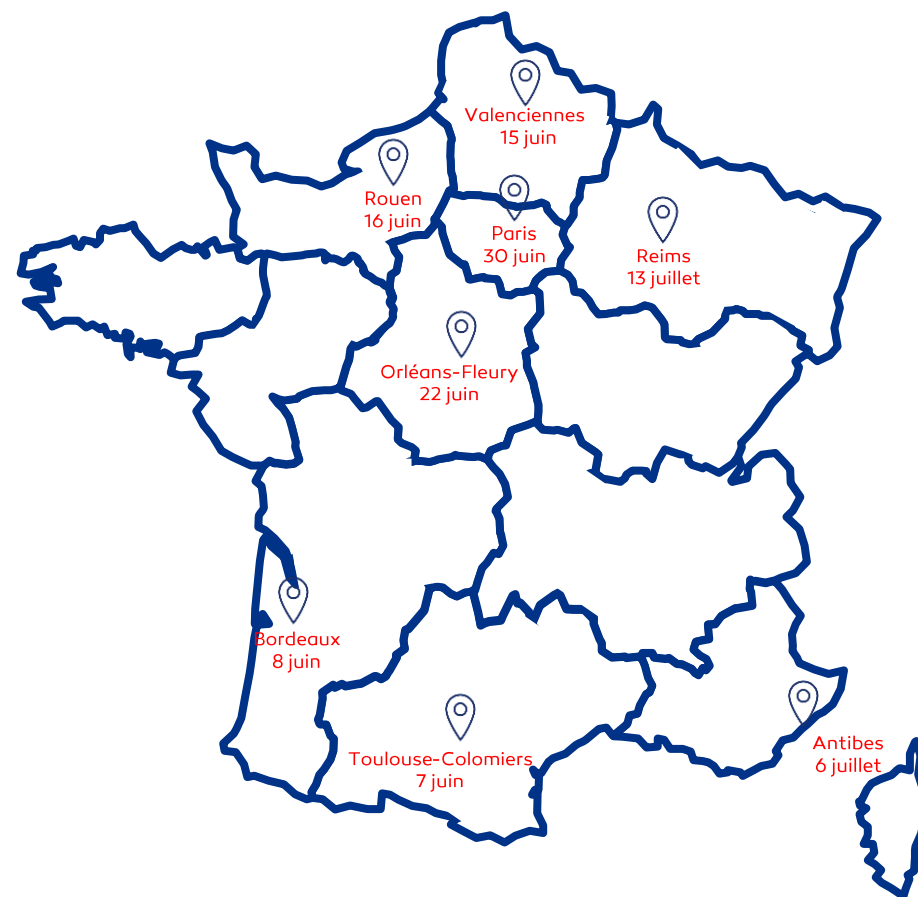 Valenciennes
15 juin
Rouen
16 juin
Paris
30 juin
Reims
13 juillet
Orléans-Fleury
22 juin
Bordeaux
8 juin
Toulouse-Colomiers
7 juin
Antibes
6 juillet